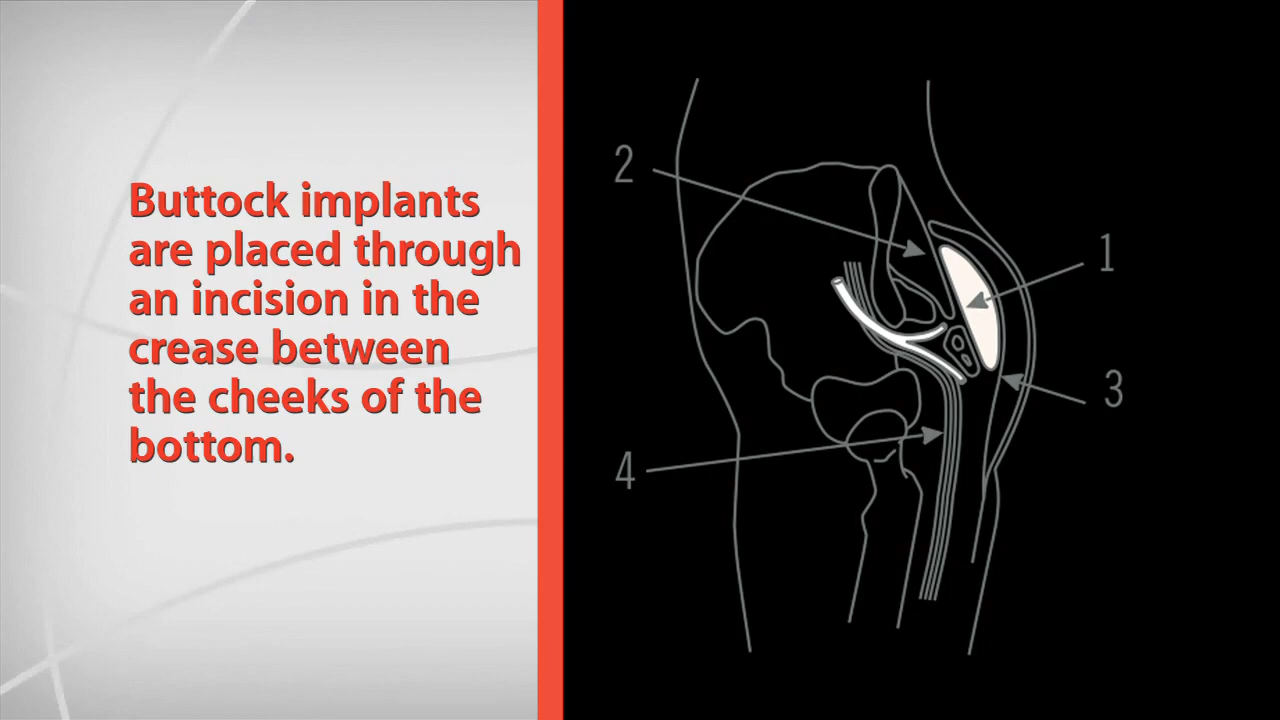 Buttock implants
are placed through
an incision in the
crease between
the cheeks of the
bottom.
2
1
3
4